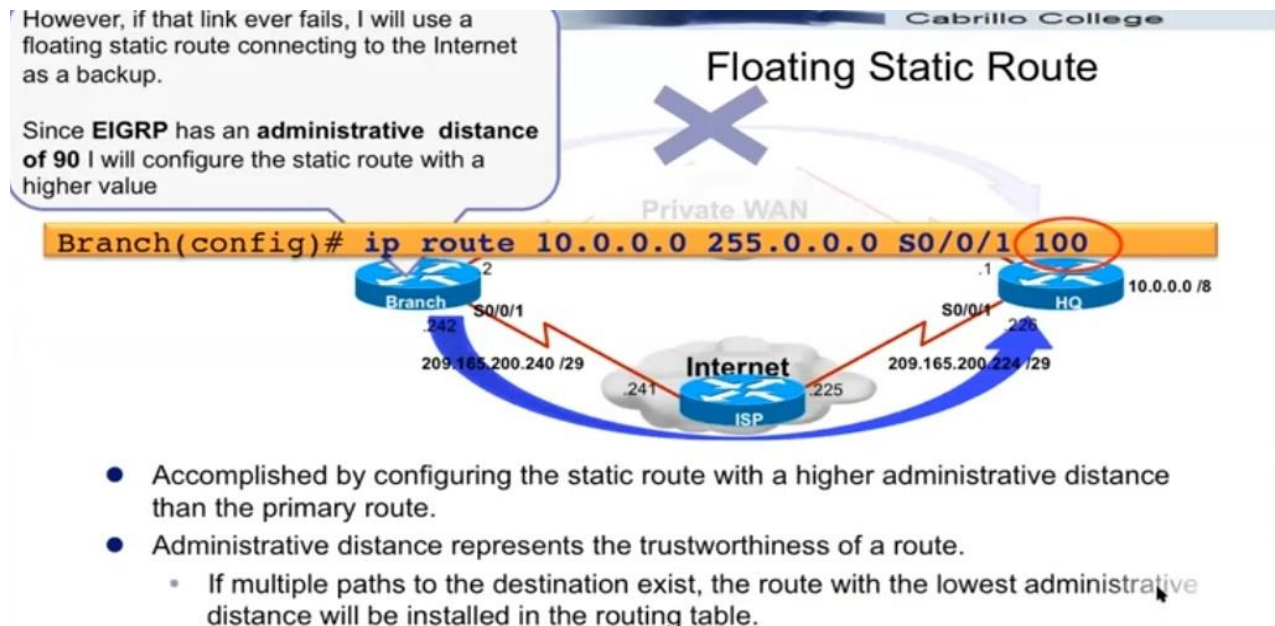 However, if that link ever fails, I will use a
floating static route connecting to the Internet
as a backup.
Since EIGRP has an administrative distance
of 90 I will configure the static route with a
higher value
Cabrillo College
Floating Static Route
Private WAN
Branch(config)# ip route 10.0.0.0 255.0.0.0 S0/0/1 100
.2
.1
Branch
HQ
10.0.0.0 /8
S0/0/1
S0/0/1
.242
.226
209.165.200.240 /29
Internet
209.165.200.224 /29
.241
.225
ISP
● Accomplished by configuring the static route with a higher administrative distance
than the primary route.
● Administrative distance represents the trustworthiness of a route.
• If multiple paths to the destination exist, the route with the lowest administrative
distance will be installed in the routing table.